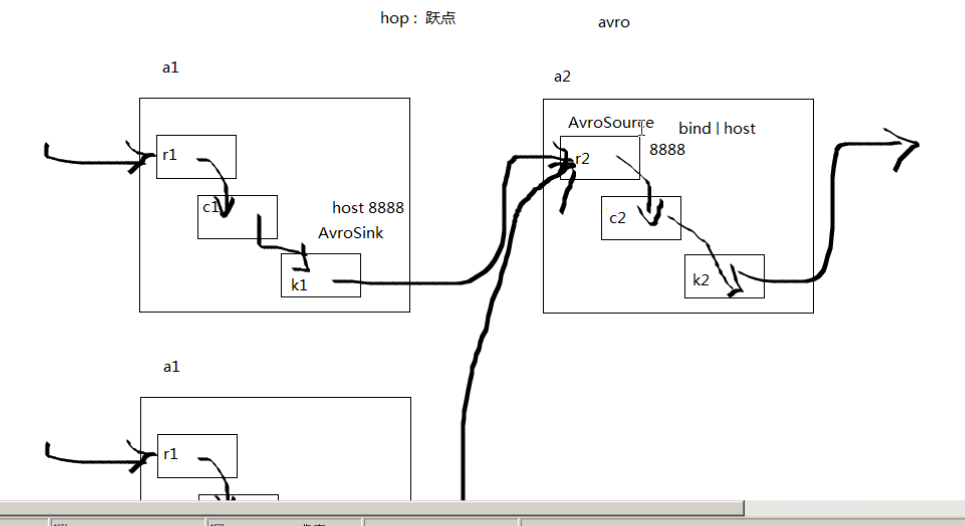 hop : 跃点
avro
a1
a2
AvroSource
bind | host
8888
r1
r2
c1
c2
host 8888
AvroSink
k1
k2
a1
r1